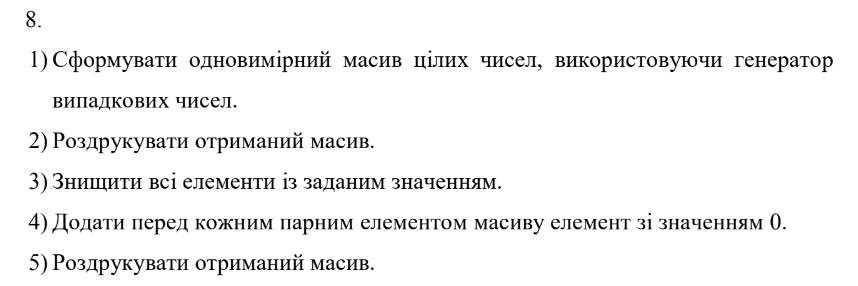 8.
1) Сформувати одновимірний масив цілих чисел, використовуючи генератор
випадкових чисел.
2) Роздрукувати отриманий масив.
3) Знищити всі елементи із заданим значенням.
4) Додати перед кожним парним елементом масиву елемент зі значенням 0.
5) Роздрукувати отриманий масив.